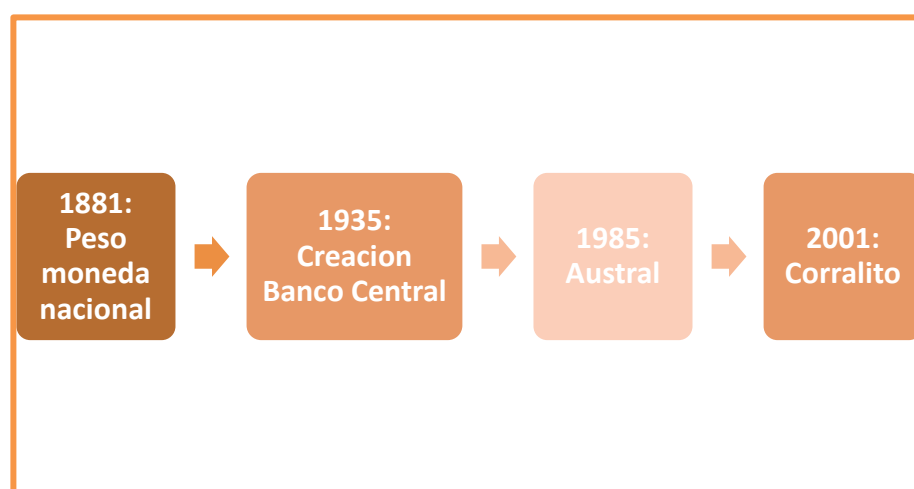 1881:
Peso
moneda
nacional
1935:
Creacion
Banco Central
1985:
Austral
2001:
Corralito